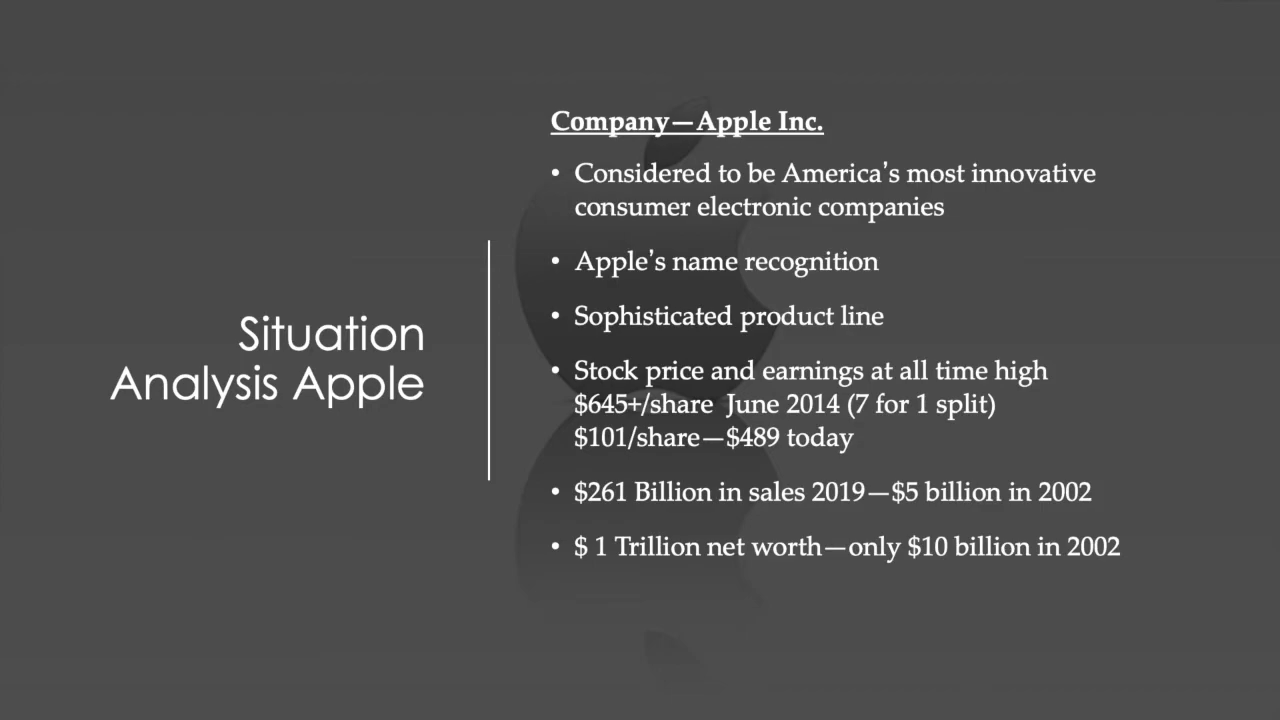 Situation
Analysis Apple
Company—Apple Inc.
• Considered to be America’s most innovative
consumer electronic companies
• Apple’s name recognition
• Sophisticated product line
• Stock price and earnings at all time high
$645+/share  June 2014 (7 for 1 split)
$101/share—$489 today
• $261 Billion in sales 2019—$5 billion in 2002
• $ 1 Trillion net worth—only $10 billion in 2002